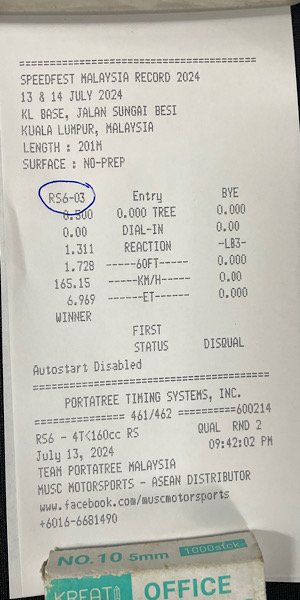 ========================================
SPEEDFEST MALAYSIA RECORD 2024
13 & 14 JULY 2024
KL BASE, JALAN SUNGAI BESI
KUALA LUMPUR, MALAYSIA
LENGTH : 201M
SURFACE : NO-PREP
RS6-03 Entry BYE
0.500 0.000 TREE 0.000
0.00 DIAL-IN 0.00
1.311 REACTION -LB3-
1.728 -----60FT----- 0.000
165.15 -----KM/H----- 0.00
6.969 ------ET------ 0.000
WINNER
FIRST
STATUS DISQUAL
Autostart Disabled
========================================
PORTATREE TIMING SYSTEMS, INC.
=============== 461/462 ==========600214
RS6 - 4T<160cc RS QUAL RND 2
July 13, 2024 09:42:02 PM
TEAM PORTATREE MALAYSIA
MUSC MOTORSPORTS - ASEAN DISTRIBUTOR
www.facebook.com/muscmotorsports
+6016-6681490
NO.10 5mm 1000stck
OFFICE